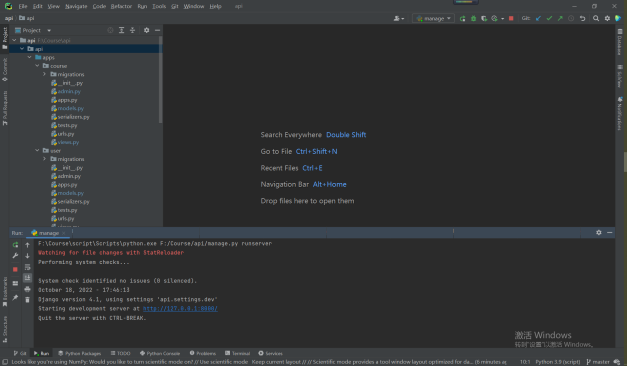 File Edit View Navigate Code Refactor Run Tools Git Window Help api
api api
manage
Git:
Project
api F:\Course\api
api
apps
course
migrations
__init__.py
admin.py
apps.py
models.py
serializers.py
tests.py
urls.py
views.py
user
migrations
__init__.py
admin.py
apps.py
models.py
serializers.py
tests.py
urls.py
Project
Commit
Pull Requests
Bookmarks
Structure
Database
SciView
Notifications
Search Everywhere Double Shift
Go to File Ctrl+Shift+N
Recent Files Ctrl+E
Navigation Bar Alt+Home
Drop files here to open them
Run: manage
F:\Course\script\Scripts\python.exe F:/Course/api/manage.py runserver
Watching for file changes with StatReloader
Performing system checks...
System check identified no issues (0 silenced).
October 18, 2022 - 17:46:13
Django version 4.1, using settings 'api.settings.dev'
Starting development server at http://127.0.0.1:8000/
Quit the server with CTRL-BREAK.
激活 Windows
转到"设置"以激活 Windows。
Git Run Python Packages TODO Python Console Problems Terminal Services
Looks like you're using NumPy: Would you like to turn scientific mode on? // Use scientific mode Keep current layout // // Scientific mode provides a tool window layout optimized for da... (6 minutes ag 10:1 Python 3.9 (script) master